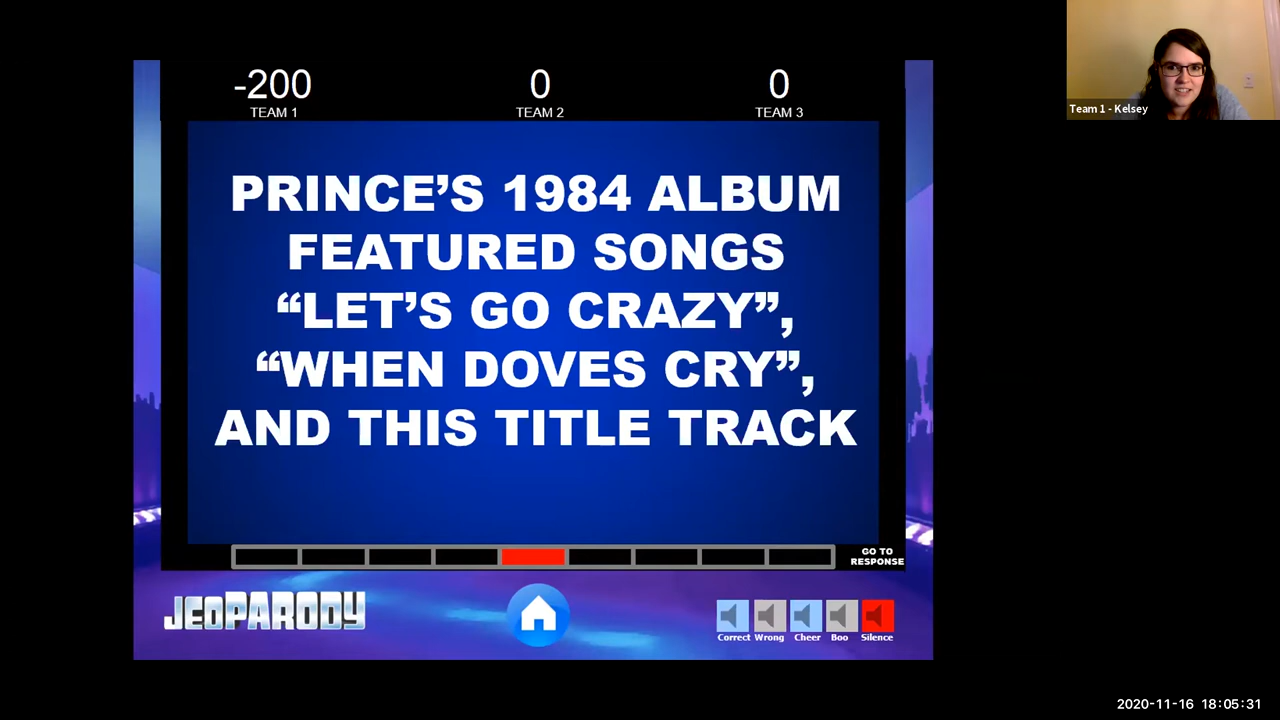 -200
TEAM 1
0
TEAM 2
0
TEAM 3
PRINCE’S 1984 ALBUM
FEATURED SONGS
“LET’S GO CRAZY”,
“WHEN DOVES CRY”,
AND THIS TITLE TRACK
GO TO
RESPONSE
JEOPARODY
Correct
Wrong
Cheer
Boo
Silence
Team 1 - Kelsey
2020-11-16 18:05:31